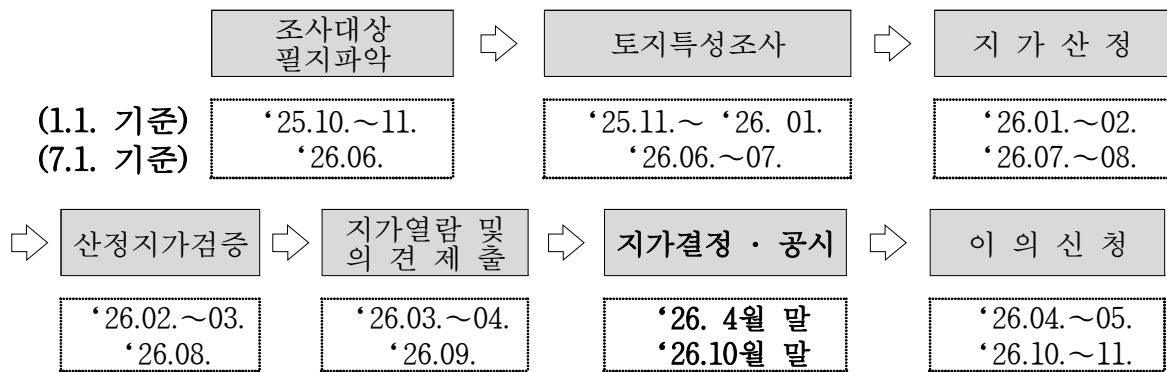 조사대상
필지파악
토지특성조사
지 가 산 정
(1.1. 기준)
‘25.10.～11.
‘25.11.～ ‘26. 01.
‘26.01.～02.
(7.1. 기준)
‘26.06.
‘26.06.～07.
‘26.07.～08.
산정지가검증
지가열람 및
의 견 제 출
지가결정 · 공시
이 의 신 청
‘26.02.～03.
‘26.03.～04.
‘26. 4월 말
‘26.04.～05.
‘26.08.
‘26.09.
‘26.10월 말
‘26.10.～11.